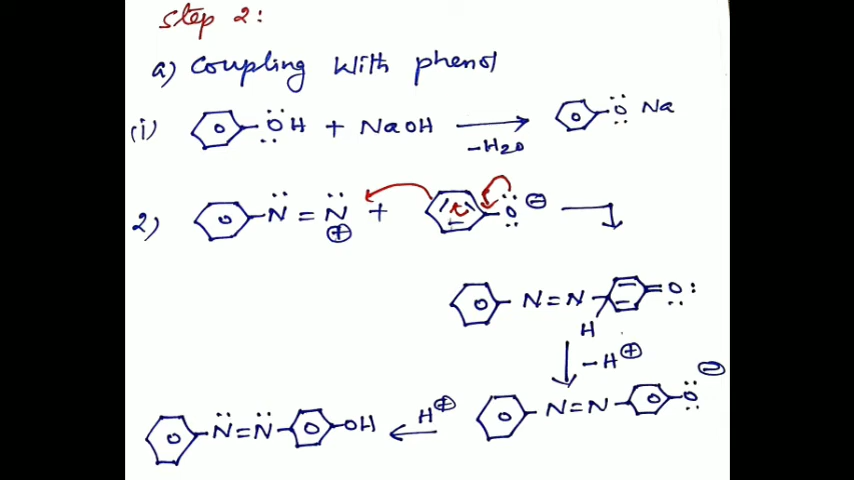 Step 2:
a) Coupling With phenol
(i) OH + NaOH -H2O O Na
2) N = N ⊕ + O ⊖
N=N H O
-H⊕
N=N OH H⊕ N=N O ⊖